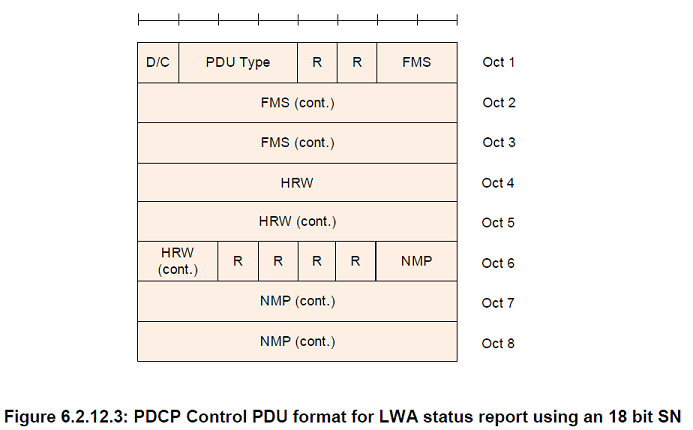 D/C PDU Type R R FMS Oct 1
FMS (cont.) Oct 2
FMS (cont.) Oct 3
HRW Oct 4
HRW (cont.) Oct 5
HRW
(cont.) R R R R NMP Oct 6
NMP (cont.) Oct 7
NMP (cont.) Oct 8
Figure 6.2.12.3: PDCP Control PDU format for LWA status report using an 18 bit SN